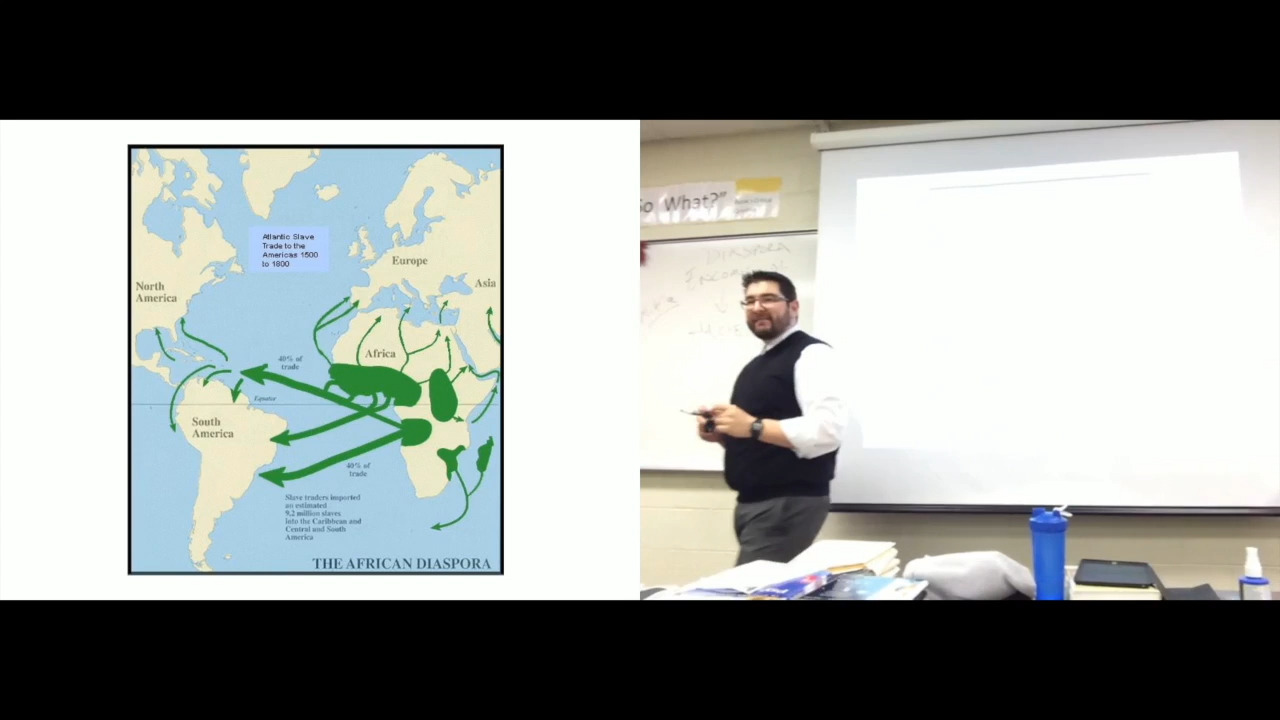 Atlantic Slave
Trade to the
Americas 1500
to 1800
Europe
Asia
North
America
Africa
40% of
trade
Equator
South
America
40% of
trade
Slave traders imported
an estimated
9.2 million slaves
into the Caribbean and
Central and South
America
THE AFRICAN DIASPORA
So What?"
DIASPORA